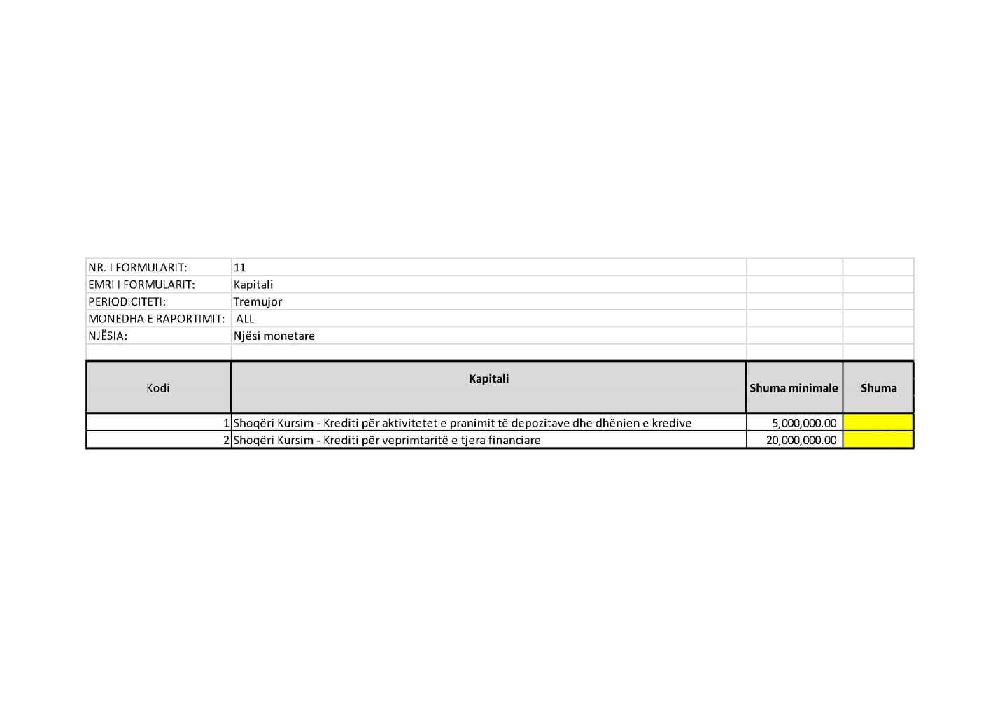 NR. I FORMULARIT: 11
EMRI I FORMULARIT: Kapitali
PERIODICITETI: Tremujor
MONEDHA E RAPORTIMIT: ALL
NJËSIA: Njësi monetare
Kodi Kapitali Shuma minimale Shuma
1 Shoqëri Kursim - Krediti për aktivitetet e pranimit të depozitave dhe dhënien e kredive 5,000,000.00
2 Shoqëri Kursim - Krediti për veprimtaritë e tjera financiare 20,000,000.00